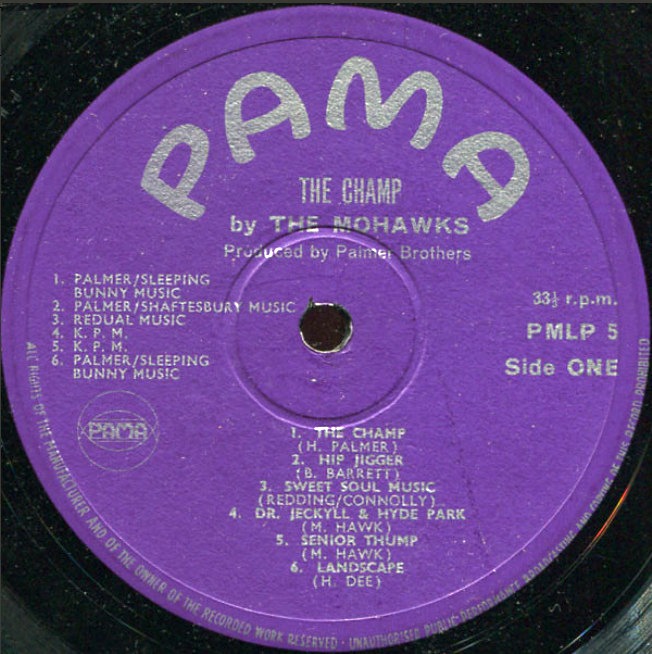 PAMA
THE CHAMP
by THE MOHAWKS
Produced by Palmer Brothers
1. PALMER/SLEEPING
BUNNY MUSIC
2. PALMER/SHAFTESBURY MUSIC
3. REDUAL MUSIC
4. K. P. M.
5. K. P. M.
6. PALMER/SLEEPING
BUNNY MUSIC
33⅓ r.p.m.
PMLP 5
Side ONE
PAMA
1. THE CHAMP
(H. PALMER)
2. HIP JIGGER
(B. BARRETT)
3. SWEET SOUL MUSIC
(REDDING/CONNOLLY)
4. DR. JECKYLL & HYDE PARK
(M. HAWK)
5. SENIOR THUMP
(M. HAWK)
6. LANDSCAPE
(H. DEE)
ALL RIGHTS OF THE MANUFACTURER AND OF THE OWNER OF THE RECORDED WORK RESERVED · UNAUTHORISED PUBLIC PERFORMANCE BROADCASTING AND COPYING OF THIS RECORD PROHIBITED